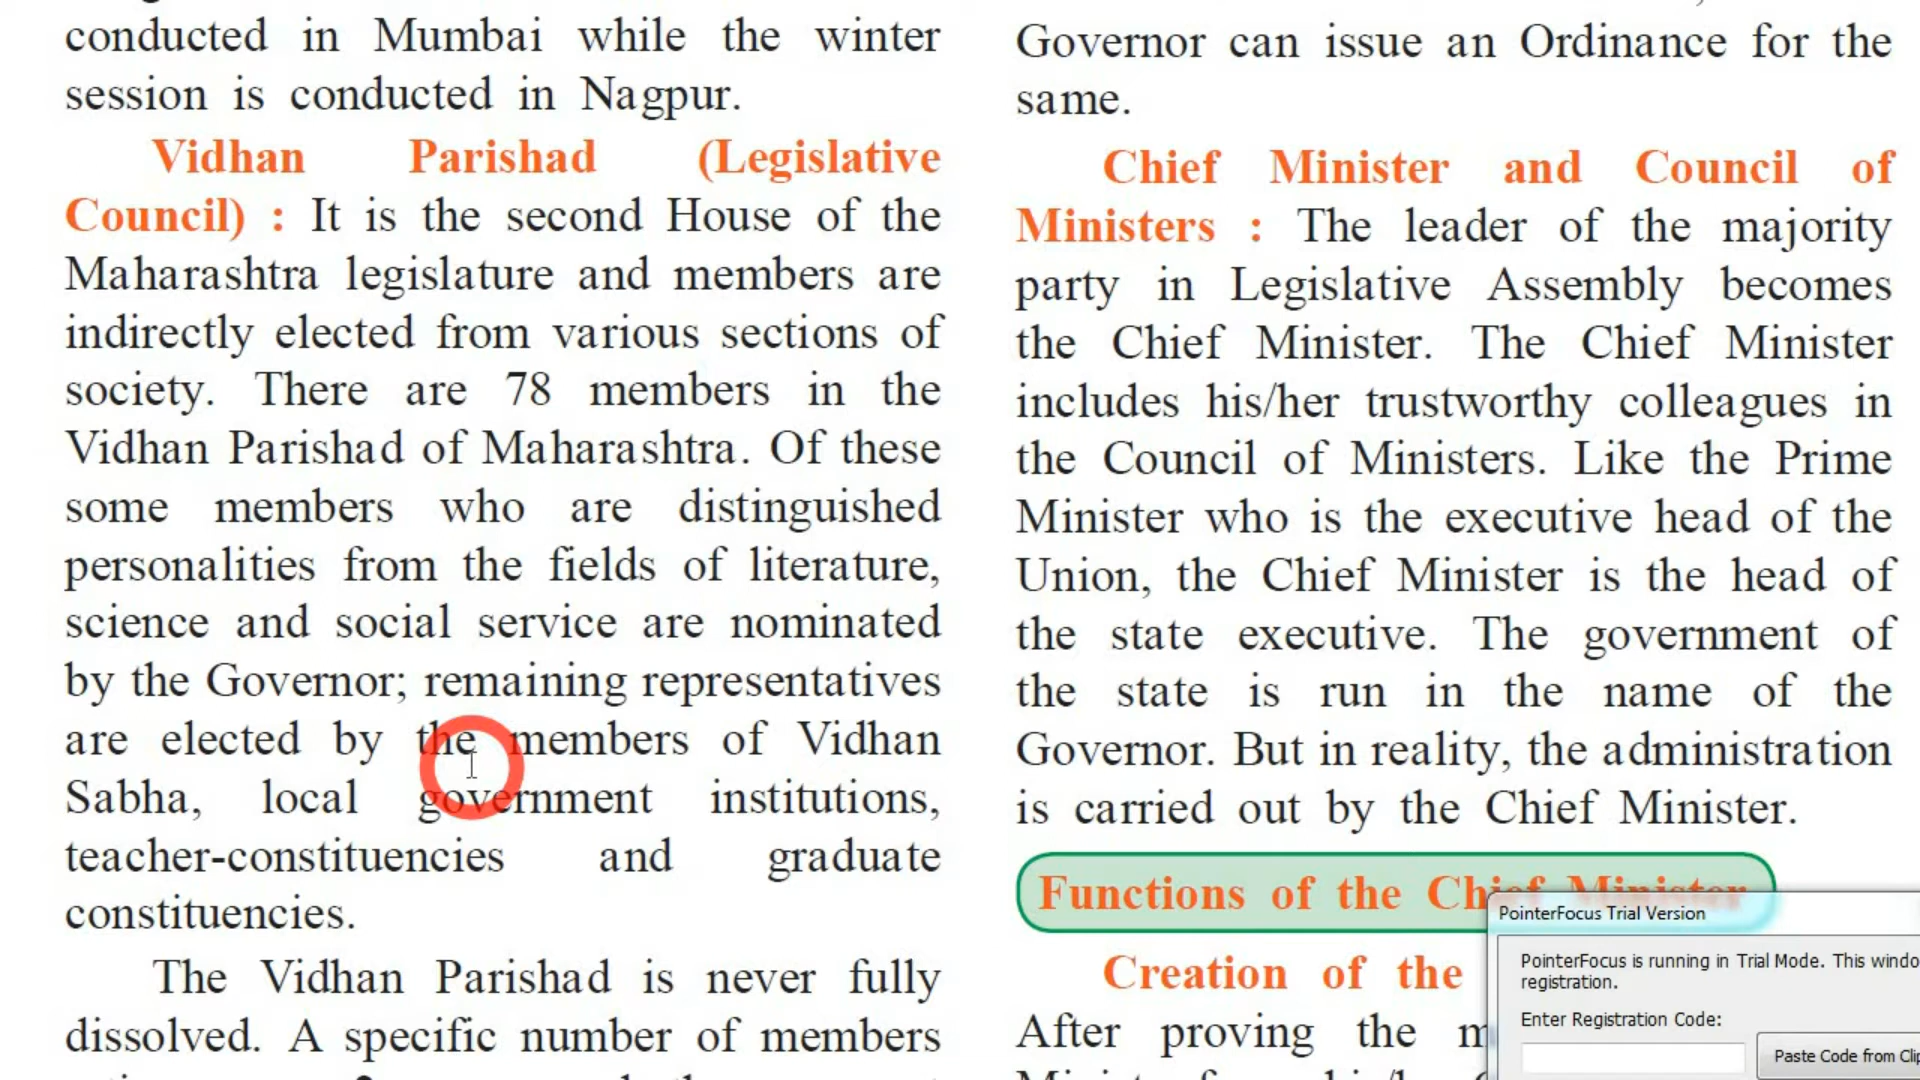 conducted in Mumbai while the winter
session is conducted in Nagpur.
Vidhan Parishad (Legislative
Council) : It is the second House of the
Maharashtra legislature and members are
indirectly elected from various sections of
society. There are 78 members in the
Vidhan Parishad of Maharashtra. Of these
some members who are distinguished
personalities from the fields of literature,
science and social service are nominated
by the Governor; remaining representatives
are elected by the members of Vidhan
Sabha, local government institutions,
teacher-constituencies and graduate
constituencies.
The Vidhan Parishad is never fully
dissolved. A specific number of members
Governor can issue an Ordinance for the
same.
Chief Minister and Council of
Ministers : The leader of the majority
party in Legislative Assembly becomes
the Chief Minister. The Chief Minister
includes his/her trustworthy colleagues in
the Council of Ministers. Like the Prime
Minister who is the executive head of the
Union, the Chief Minister is the head of
the state executive. The government of
the state is run in the name of the
Governor. But in reality, the administration
is carried out by the Chief Minister.
Functions of the Chief Minister
Creation of the
After proving the
PointerFocus Trial Version
PointerFocus is running in Trial Mode. This windo
registration.
Enter Registration Code:
Paste Code from Clip